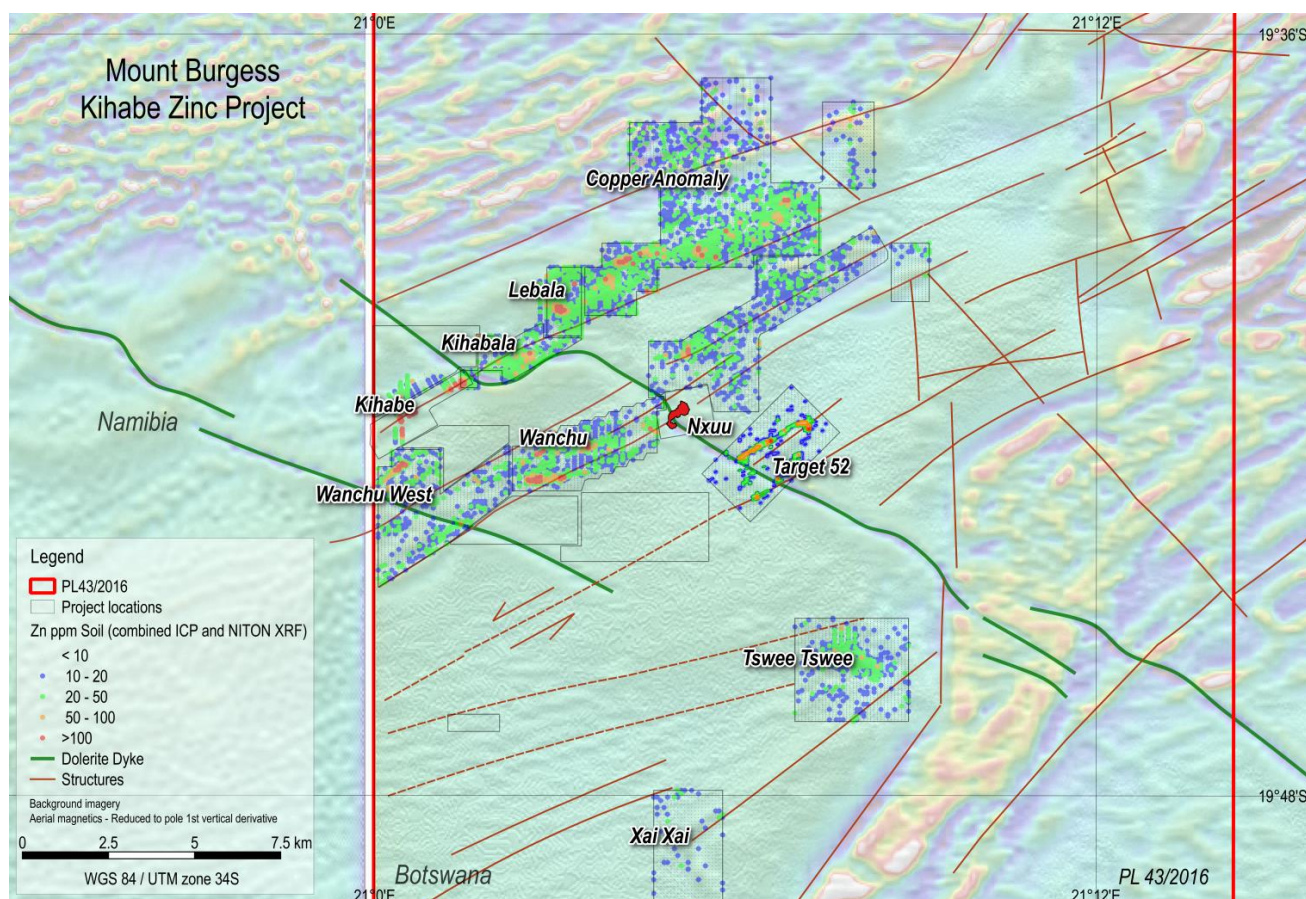 21°0'E
21°12'E
19°36'S
Mount Burgess
Kihabe Zinc Project
Copper Anomaly
Lebala
Kihabala
Kihabe
Namibia
Nxuu
Wanchu
Target 52
Wanchu West
Legend
PL43/2016
Project locations
Zn ppm Soil (combined ICP and NITON XRF)
< 10
10 - 20
20 - 50
50 - 100
>100
Dolerite Dyke
Structures
Background imagery
Aerial magnetics - Reduced to pole 1st vertical derivative
0 2.5 5 7.5 km
WGS 84 / UTM zone 34S
Tswee Tswee
19°48'S
Xai Xai
Botswana
PL 43/2016
21°0'E
21°12'E